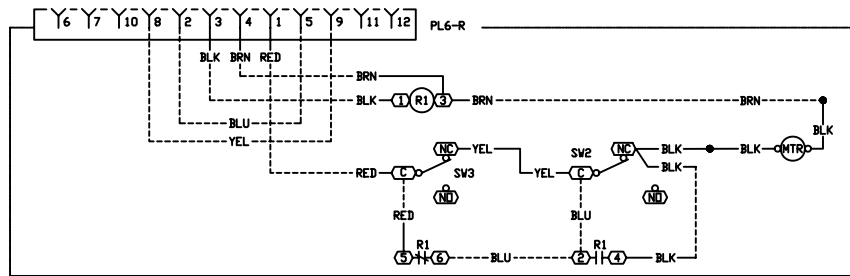 6 7 10 8 2 3 4 1 5 9 11 12 PL6-R
BLK BRN RED
BRN
BLK 1 R1 3 BRN BRN
BLU
BLK
YEL
NC YEL SW2 NC BLK BLK MTR
BLK
RED C SW3 YEL C
NO NO
RED BLU
R1 R1
5 6 BLU 2 4 BLK